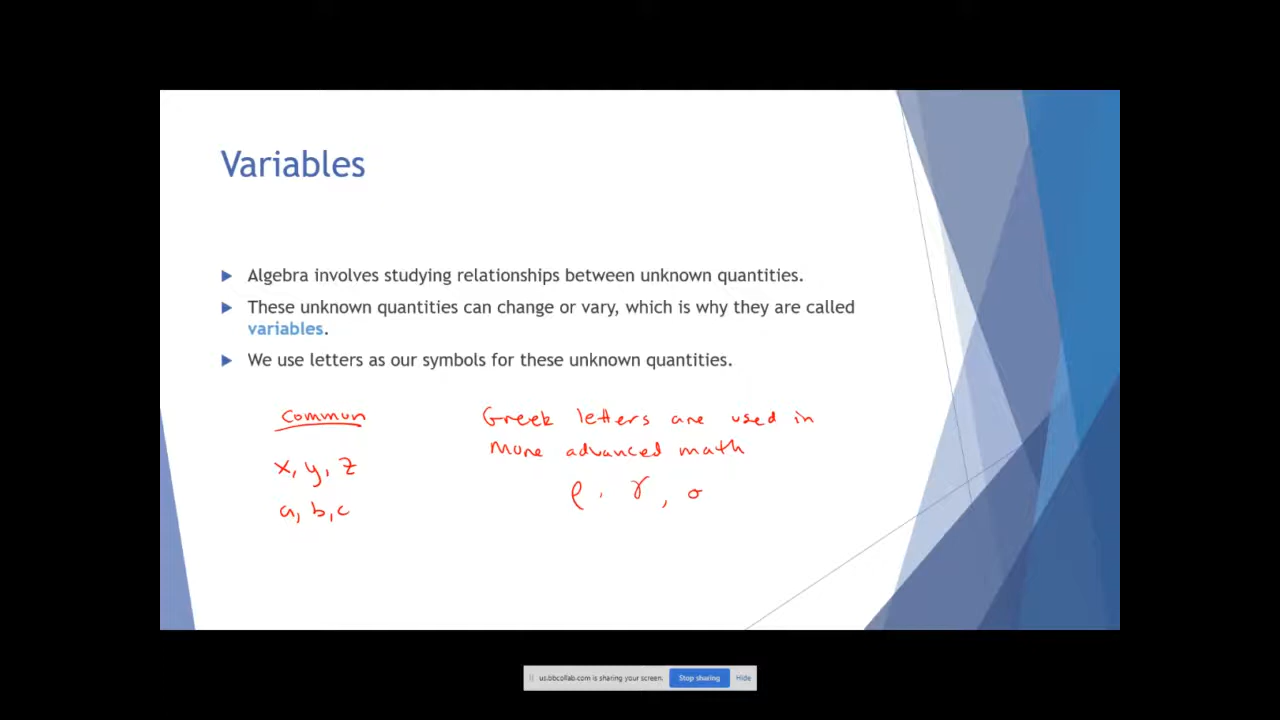 Variables
Algebra involves studying relationships between unknown quantities.
These unknown quantities can change or vary, which is why they are called
variables.
We use letters as our symbols for these unknown quantities.
Common
x, y, z
a, b, c
Greek letters are used in
more advanced math
ρ, γ, σ
us.bbcollab.com is sharing your screen.
Stop sharing
Hide